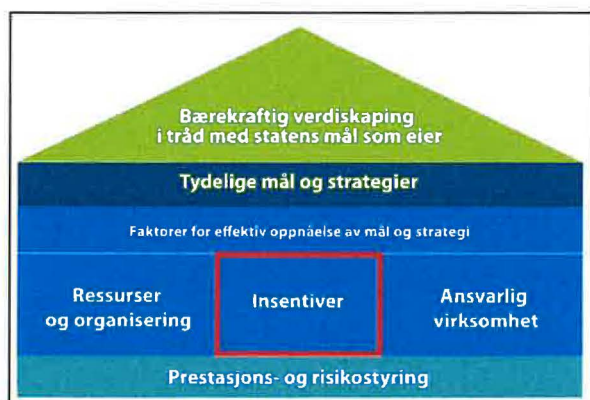 Bærekraftig verdiskaping
i tråd med statens mål som eier
Tydelige mål og strategier
Faktorer for effektiv oppnåelse av mål og strategi
Ressurser
og organisering
Insentiver
Ansvarlig
virksomhet
Prestasjons- og risikostyring